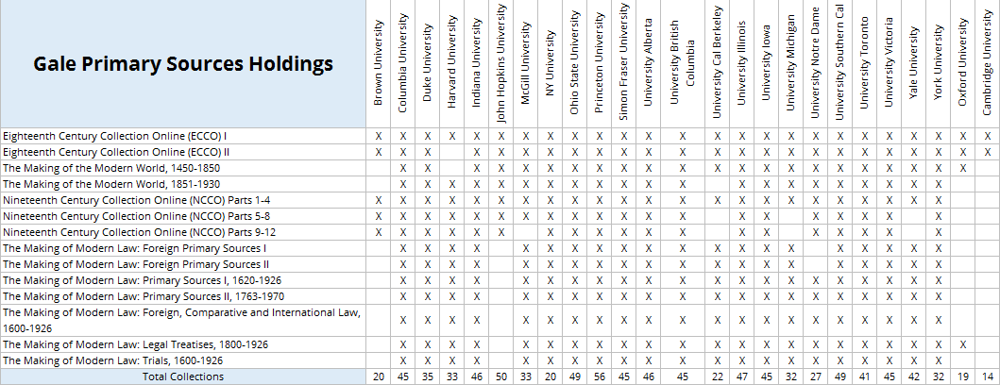 Gale Primary Sources Holdings
Brown University
Columbia University
Duke University
Harvard University
Indiana University
John Hopkins University
McGill University
NY University
Ohio State University
Princeton University
Simon Fraser University
University Alberta
University British
Columbia
University Cal Berkeley
University Illinois
University Iowa
University Michigan
University Notre Dame
University Southern Cal
University Toronto
University Victoria
Yale University
York University
Oxford University
Cambridge University
Eighteenth Century Collection Online (ECCO) I X X X X X X X X X X X X X X X X X X X X X X X X X
Eighteenth Century Collection Online (ECCO) II X X X X X X X X X X X X X X X X X X X X X X X X
The Making of the Modern World, 1450-1850 X X X X X X X X X X X X X X X X X X X X X X
The Making of the Modern World, 1851-1930 X X X X X X X X X X X X X X X X X X X X
Nineteenth Century Collection Online (NCCO) Parts 1-4 X X X X X X X X X X X X X X X X X X X X X X X
Nineteenth Century Collection Online (NCCO) Parts 5-8 X X X X X X X X X X X X X X X X X X X X
Nineteenth Century Collection Online (NCCO) Parts 9-12 X X X X X X X X X X X X X X X X X X X
The Making of Modern Law: Foreign Primary Sources I X X X X X X X X X X X X X X X X X X X X
The Making of Modern Law: Foreign Primary Sources II X X X X X X X X X X X X X X X X X X X X
The Making of Modern Law: Primary Sources I, 1620-1926 X X X X X X X X X X X X X X X X X X X X X
The Making of Modern Law: Primary Sources II, 1763-1970 X X X X X X X X X X X X X X X X X X X X X
The Making of Modern Law: Foreign, Comparative and International Law,
1600-1926 X X X X X X X X X X X X X X X X X X X X
The Making of Modern Law: Legal Treatises, 1800-1926 X X X X X X X X X X X X X X X X X X X X X
The Making of Modern Law: Trials, 1600-1926 X X X X X X X X X X X X X X X X X X X X
Total Collections 20 45 35 33 46 50 33 20 49 56 45 46 45 22 47 45 32 27 49 41 45 42 32 19 14